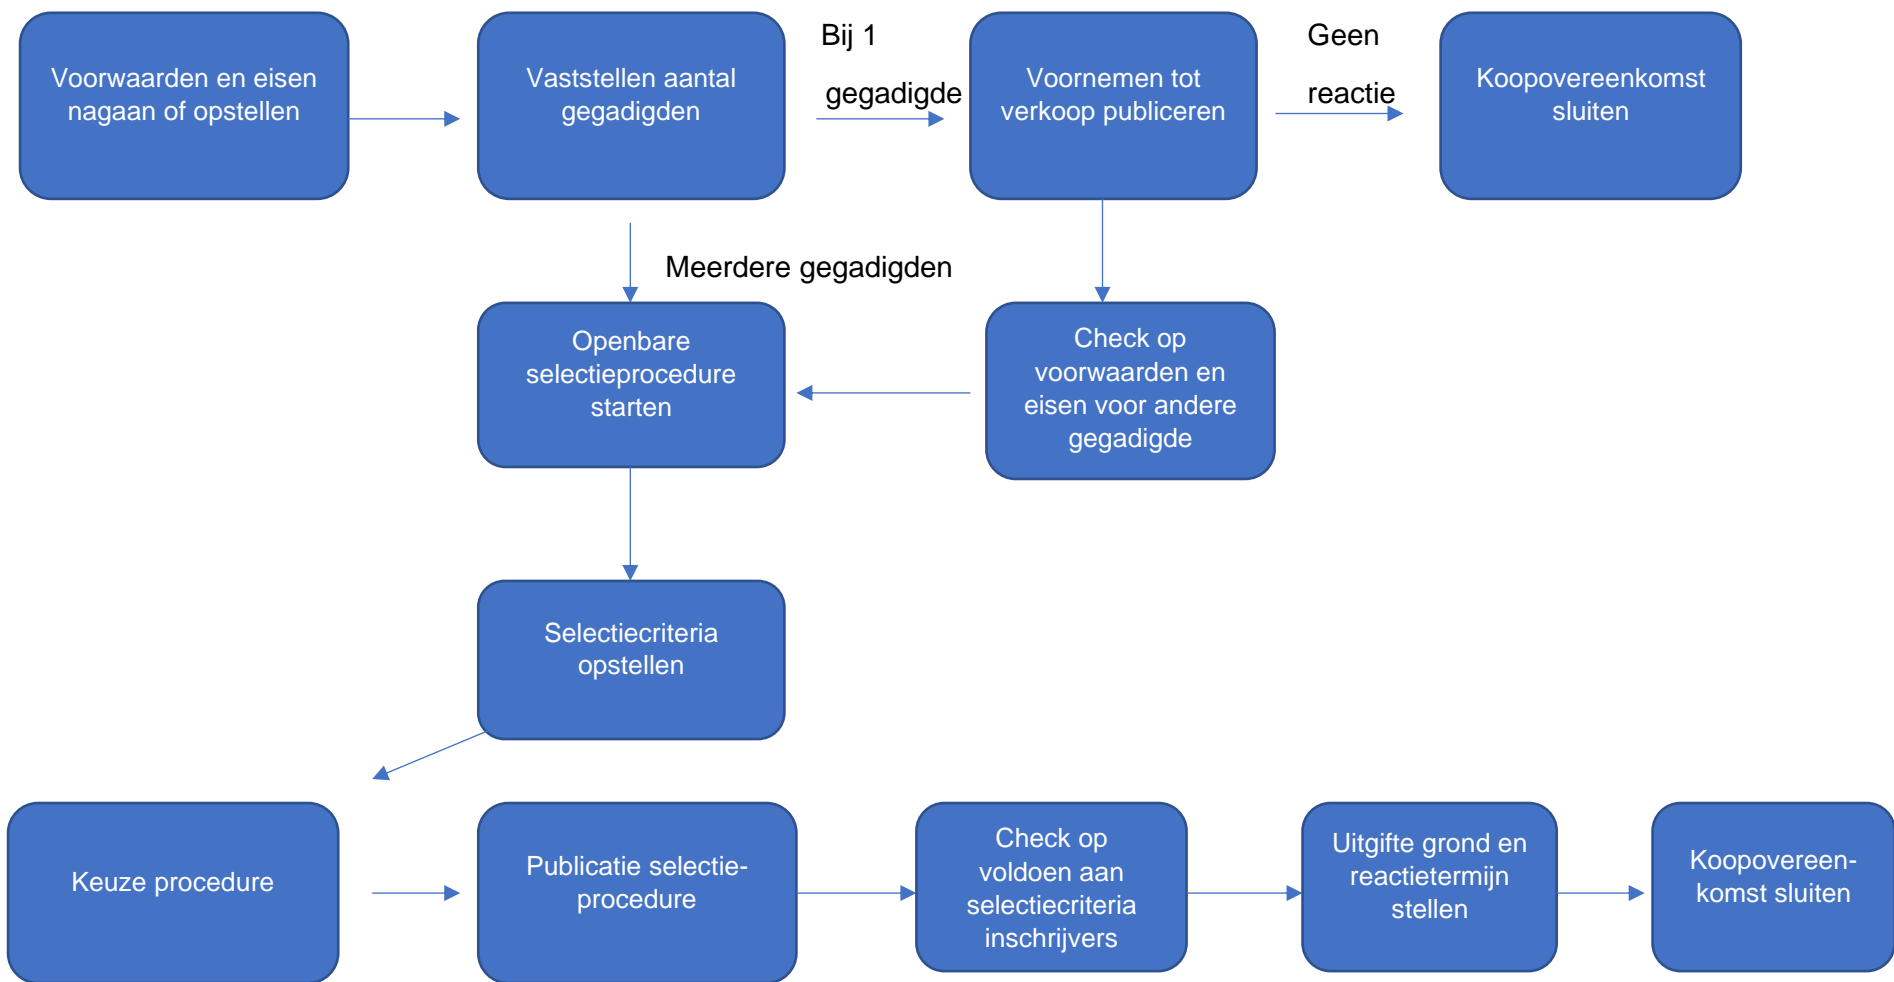 Voorwaarden en eisen
nagaan of opstellen
Vaststellen aantal
gegadigden
Bij 1
gegadigde
Voornemen tot
verkoop publiceren
Geen
reactie
Koopovereenkomst
sluiten
Meerdere gegadigden
Openbare
selectieprocedure
starten
Check op
voorwaarden en
eisen voor andere
gegadigde
Selectiecriteria
opstellen
Keuze procedure
Publicatie selectie-
procedure
Check op
voldoen aan
selectiecriteria
inschrijvers
Uitgifte grond en
reactietermijn
stellen
Koopovereen-
komst sluiten